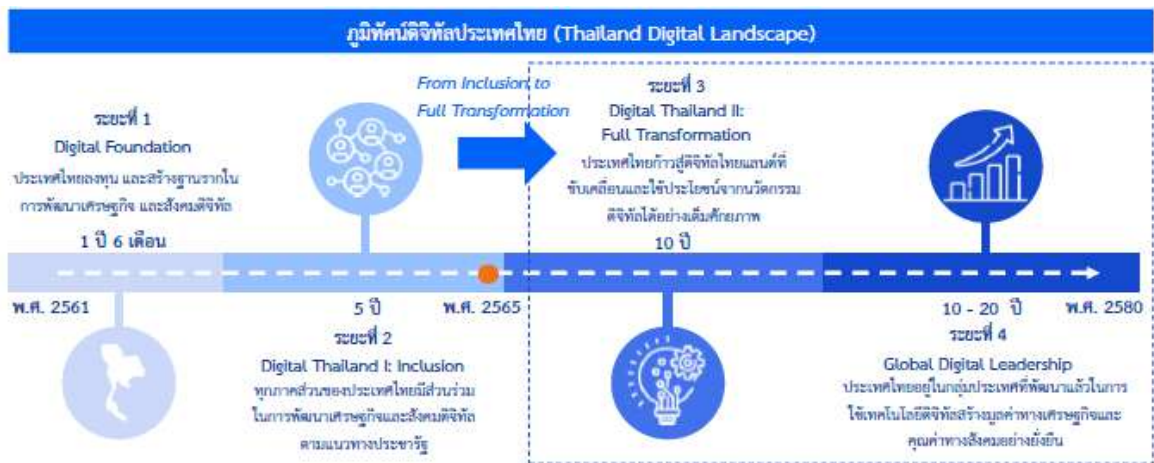 ภูมิทัศน์ดิจิทัลประเทศไทย (Thailand Digital Landscape)
ระยะที่ 1
Digital Foundation
ประเทศไทยลงทุน และสร้างฐานรากใน
การพัฒนาเศรษฐกิจ และสังคมดิจิทัล
1 ปี 6 เดือน
From Inclusion to
Full Transformation
ระยะที่ 3
Digital Thailand II:
Full Transformation
ประเทศไทยก้าวสู่ดิจิทัลไทยแลนด์ที่
ขับเคลื่อนและใช้ประโยชน์จากนวัตกรรม
ดิจิทัลได้อย่างเต็มศักยภาพ
10 ปี
พ.ศ. 2561
5 ปี
พ.ศ. 2565
ระยะที่ 2
Digital Thailand I: Inclusion
ทุกภาคส่วนของประเทศไทยมีส่วนร่วม
ในการพัฒนาเศรษฐกิจและสังคมดิจิทัล
ตามแนวทางประชารัฐ
10 - 20 ปี
พ.ศ. 2580
ระยะที่ 4
Global Digital Leadership
ประเทศไทยอยู่ในกลุ่มประเทศที่พัฒนาแล้วในการ
ใช้เทคโนโลยีดิจิทัลสร้างมูลค่าทางเศรษฐกิจและ
คุณค่าทางสังคมอย่างยั่งยืน